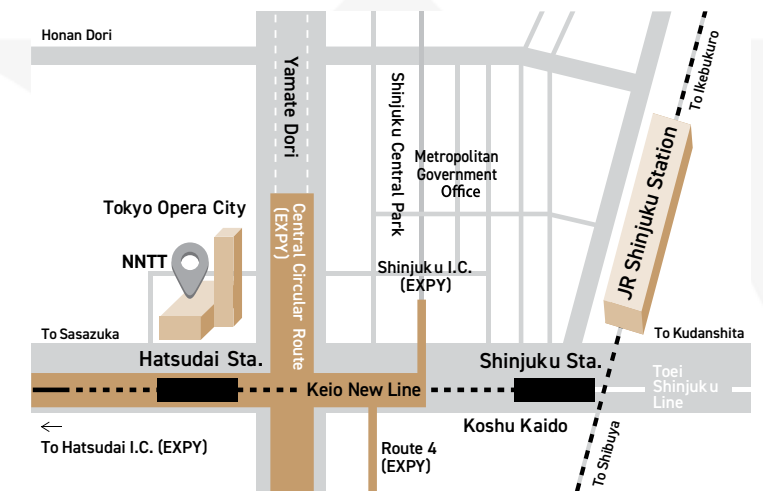 Honan Dori
Yamate Dori
Shinjuku Central Park
Metropolitan
Government
Office
To Ikebukuro
JR Shinjuku Station
Tokyo Opera City
NNTT
Central Circular Route
(EXPY)
Shinjuku I.C.
(EXPY)
To Sasazuka
To Kudanshita
Hatsudai Sta.
Shinjuku Sta.
Keio New Line
Toei
Shinjuku
Line
Koshu Kaido
To Hatsudai I.C. (EXPY)
Route 4
(EXPY)
To Shibuya